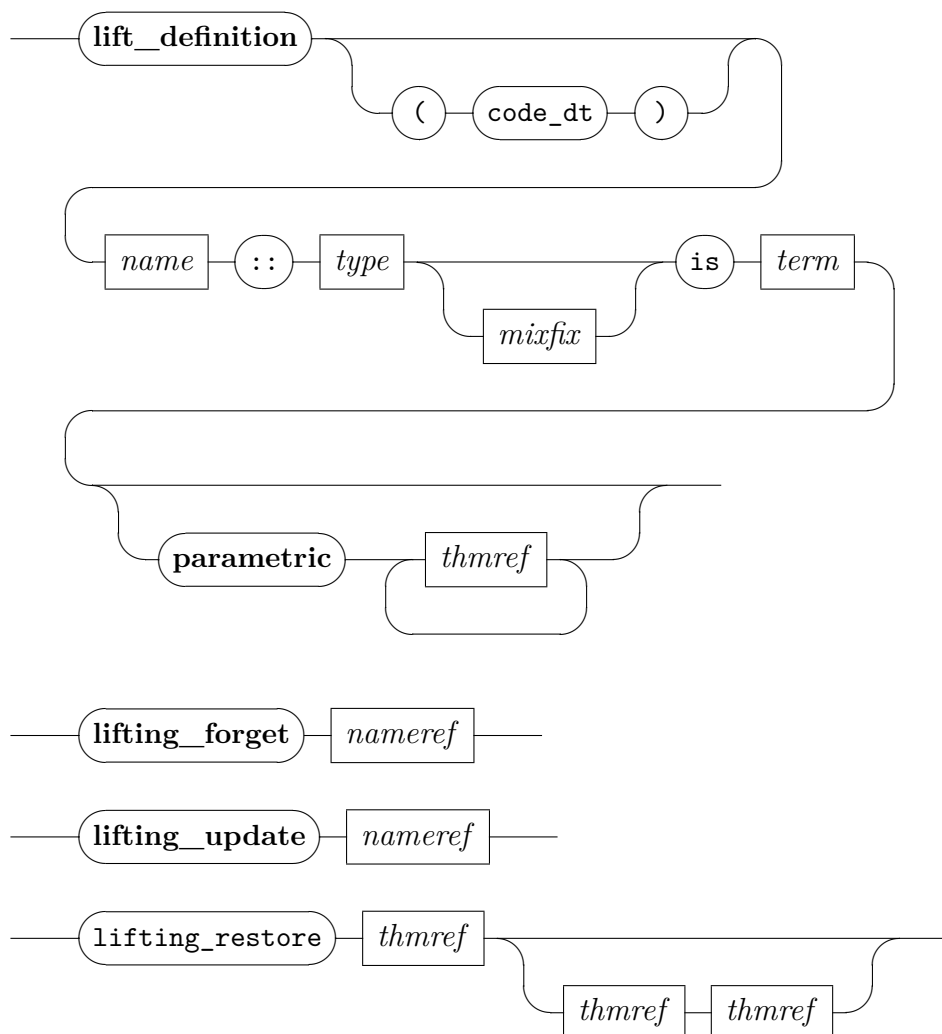 lift_definition
( code_dt )
name :: type is term
mixfix
parametric thmref
lifting_forget nameref
lifting_update nameref
lifting_restore thmref
thmref thmref